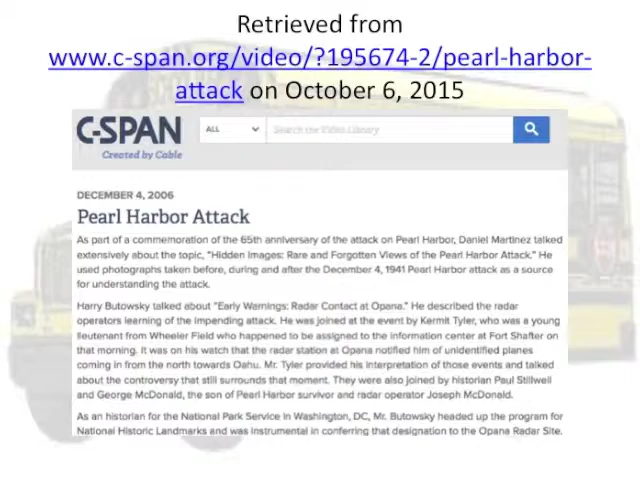 Retrieved from
www.c-span.org/video/?195674-2/pearl-harbor-
attack on October 6, 2015
C-SPAN
Created by Cable
ALL
Search the Video Library
DECEMBER 4, 2006
Pearl Harbor Attack
As part of a commemoration of the 65th anniversary of the attack on Pearl Harbor, Daniel Martinez talked
extensively about the topic, "Hidden Images: Rare and Forgotten Views of the Pearl Harbor Attack." He
used photographs taken before, during and after the December 4, 1941 Pearl Harbor attack as a source
for understanding the attack.
Harry Butowsky talked about "Early Warnings: Radar Contact at Opana." He described the radar
operators learning of the impending attack. He was joined at the event by Kermit Tyler, who was a young
lieutenant from Wheeler Field who happened to be assigned to the information center at Fort Shafter on
that morning. It was on his watch that the radar station at Opana notified him of unidentified planes
coming in from the north towards Oahu. Mr. Tyler provided his interpretation of those events and talked
about the controversy that still surrounds that moment. They were also joined by historian Paul Stillwell
and George McDonald, the son of Pearl Harbor survivor and radar operator Joseph McDonald.
As an historian for the National Park Service in Washington, DC, Mr. Butowsky headed up the program for
National Historic Landmarks and was instrumental in conferring that designation to the Opana Radar Site.